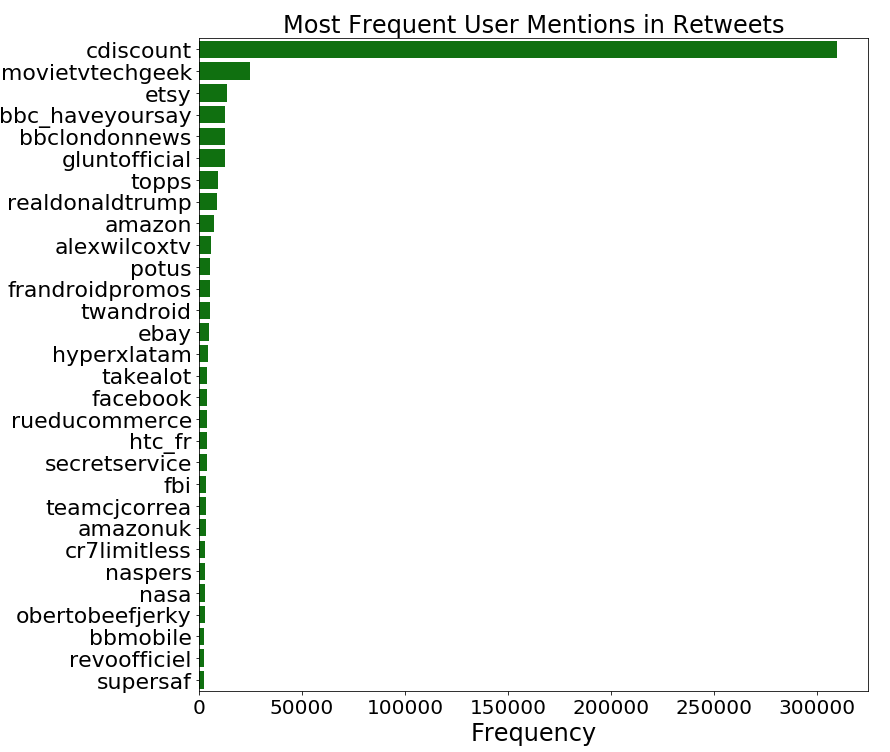 Most Frequent User Mentions in Retweets
cdiscount
movietvtechgeek
etsy
bbc_haveyoursay
bbclondonnews
gluntofficial
topps
realdonaldtrump
amazon
alexwilcoxtv
potus
frandroidpromos
twandroid
ebay
hyperxlatam
takealot
facebook
rueducommerce
htc_fr
secretservice
fbi
teamcjcorrea
amazonuk
cr7limitless
naspers
nasa
obertobeefjerky
bbmobile
revoofficiel
supersaf
0 50000 100000 150000 200000 250000 300000
Frequency